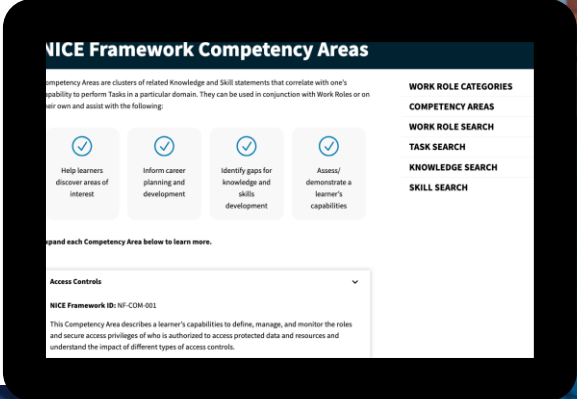 NICE Framework Competency Areas
ompetency Areas are clusters of related Knowledge and Skill statements that correlate with one's
apability to perform Tasks in a particular domain. They can be used in conjunction with Work Roles or on
heir own and assist with the following:
Help learners
discover areas of
interest
Inform career
planning and
development
Identify gaps for
knowledge and
skills
development
Assess/
demonstrate a
learner's
capabilities
xpand each Competency Area below to learn more.
Access Controls
NICE Framework ID: NF-COM-001
This Competency Area describes a learner's capabilities to define, manage, and monitor the roles
and secure access privileges of who is authorized to access protected data and resources and
understand the impact of different types of access controls.
WORK ROLE CATEGORIES
COMPETENCY AREAS
WORK ROLE SEARCH
TASK SEARCH
KNOWLEDGE SEARCH
SKILL SEARCH